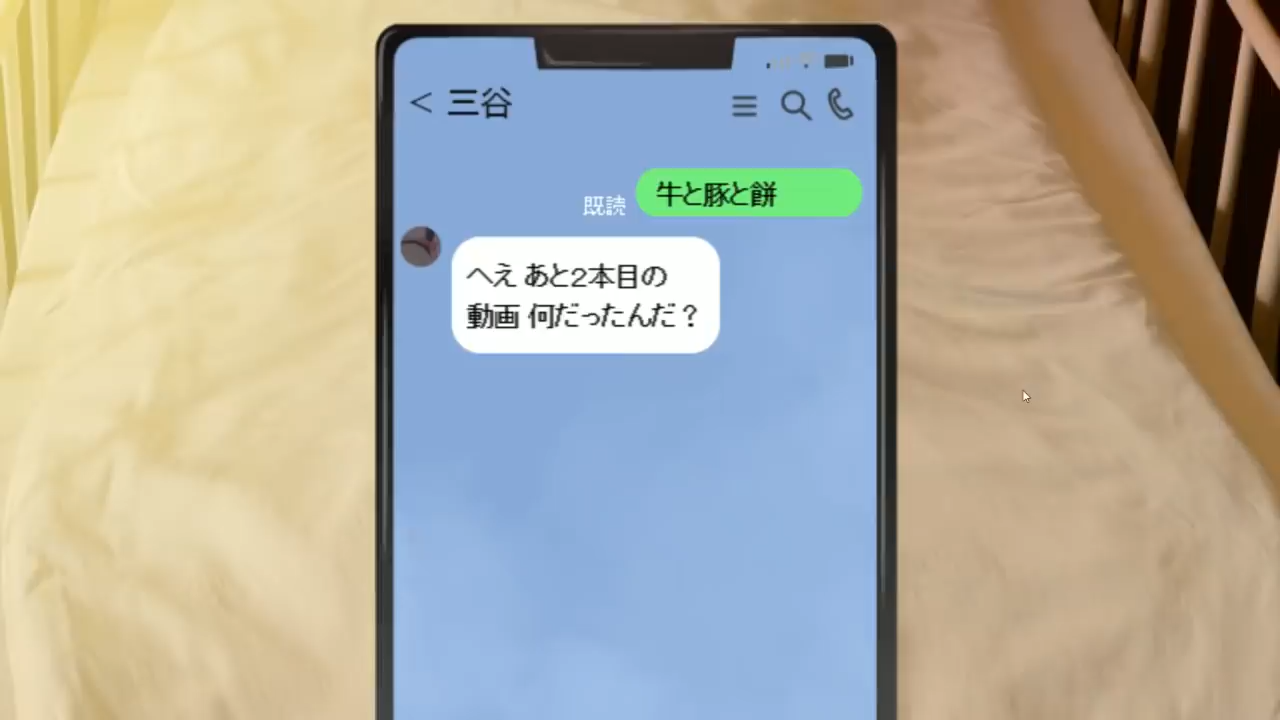 < 三谷
牛と豚と餅
既読
へえ あと2本目の
動画 何だったんだ？